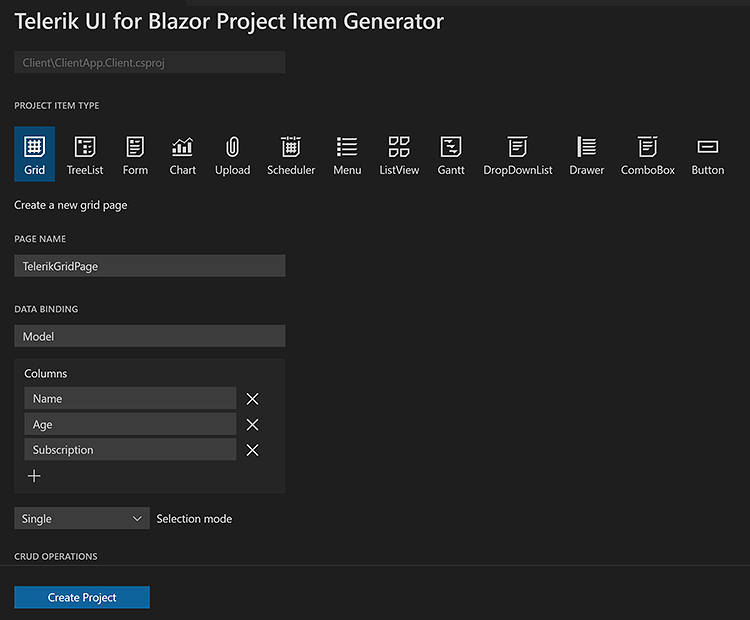 Telerik UI for Blazor Project Item Generator
Client\ClientApp.Client.csproj
PROJECT ITEM TYPE
Grid TreeList Form Chart Upload Scheduler Menu ListView Gantt DropDownList Drawer ComboBox Button
Create a new grid page
PAGE NAME
TelerikGridPage
DATA BINDING
Model
Columns
Name
Age
Subscription
Single Selection mode
CRUD OPERATIONS
Create Project